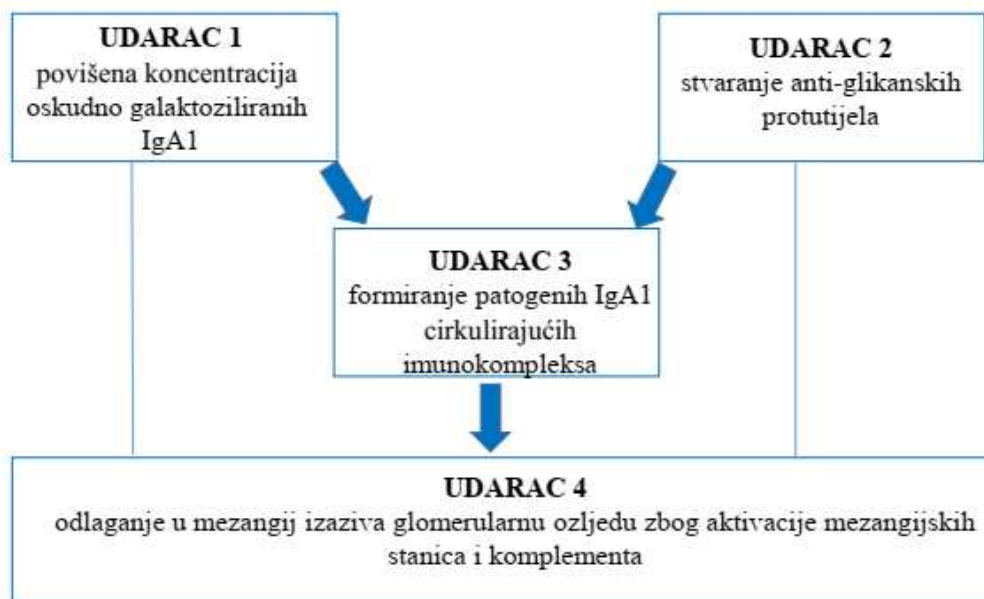 UDARAC 1
povišena koncentracija
oskudno galaktoziliranih
IgA1
UDARAC 2
stvaranje anti-glikanskih
protutijela
UDARAC 3
formiranje patogenih IgA1
cirkulirajućih
imunokompleksa
UDARAC 4
odlaganje u mezangij izaziva glomerularnu ozljedu zbog aktivacije mezangijskih
stanica i komplementa